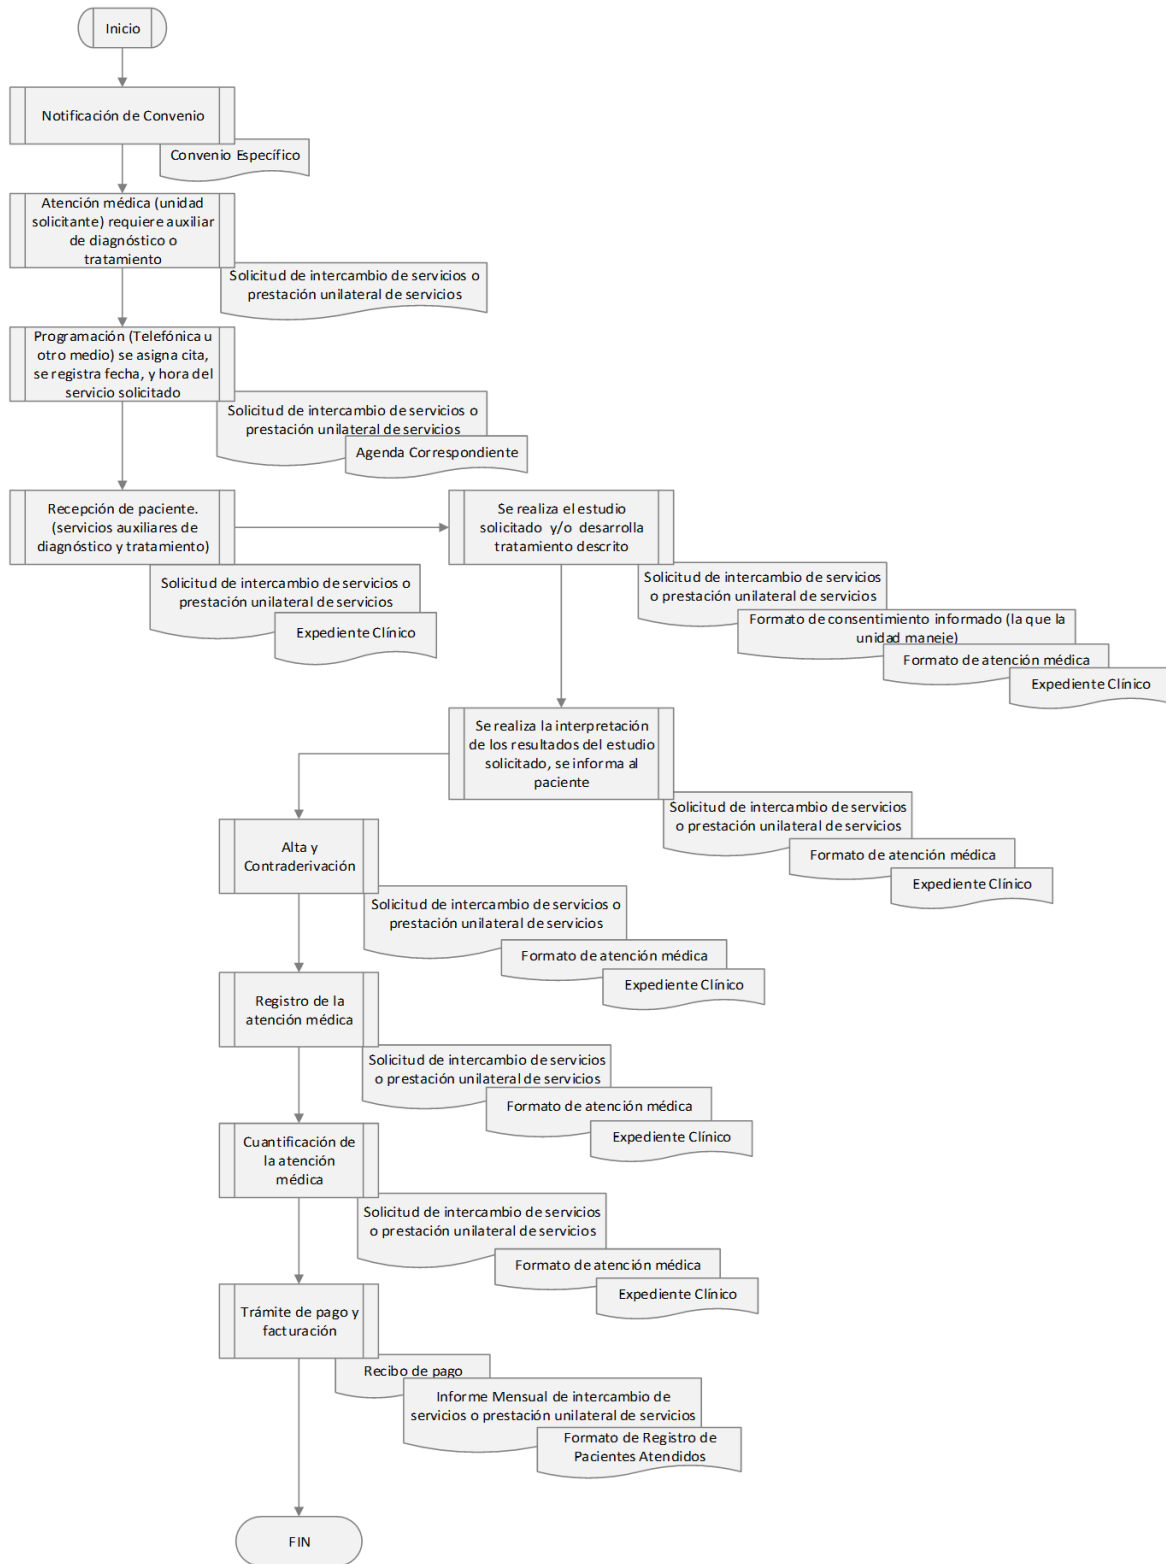 Inicio
Notificación de Convenio
Convenio Específico
Atención médica (unidad
solicitante) requiere auxiliar
de diagnóstico o
tratamiento
Solicitud de intercambio de servicios o
prestación unilateral de servicios
Programación (Telefónica u
otro medio) se asigna cita,
se registra fecha, y hora del
servicio solicitado
Solicitud de intercambio de servicios o
prestación unilateral de servicios
Agenda Correspondiente
Recepción de paciente.
(servicios auxiliares de
diagnóstico y tratamiento)
Solicitud de intercambio de servicios o
prestación unilateral de servicios
Expediente Clínico
Se realiza el estudio
solicitado y/o desarrolla
tratamiento descrito
Solicitud de intercambio de servicios
o prestación unilateral de servicios
Formato de consentimiento informado (la que la
unidad maneje)
Formato de atención médica
Expediente Clínico
Se realiza la interpretación
de los resultados del estudio
solicitado, se informa al
paciente
Solicitud de intercambio de servicios
o prestación unilateral de servicios
Formato de atención médica
Expediente Clínico
Alta y
Contraderivación
Solicitud de intercambio de servicios o
prestación unilateral de servicios
Formato de atención médica
Expediente Clínico
Registro de la
atención médica
Solicitud de intercambio de servicios
o prestación unilateral de servicios
Formato de atención médica
Expediente Clínico
Cuantificación de
la atención
médica
Solicitud de intercambio de servicios
o prestación unilateral de servicios
Formato de atención médica
Expediente Clínico
Trámite de pago y
facturación
Recibo de pago
Informe Mensual de intercambio de
servicios o prestación unilateral de servicios
Formato de Registro de
Pacientes Atendidos
FIN